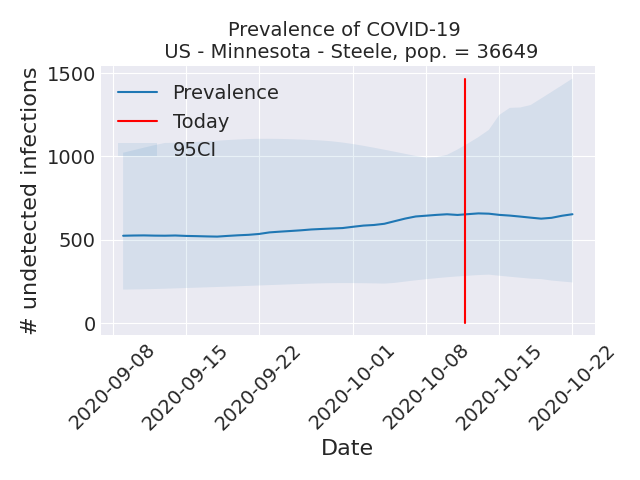 Prevalence of COVID-19
US - Minnesota - Steele, pop. = 36649
# undetected infections
1500
1000
500
0
Prevalence
Today
95CI
2020-09-08
2020-09-15
2020-09-22
2020-10-01
2020-10-08
2020-10-15
2020-10-22
Date